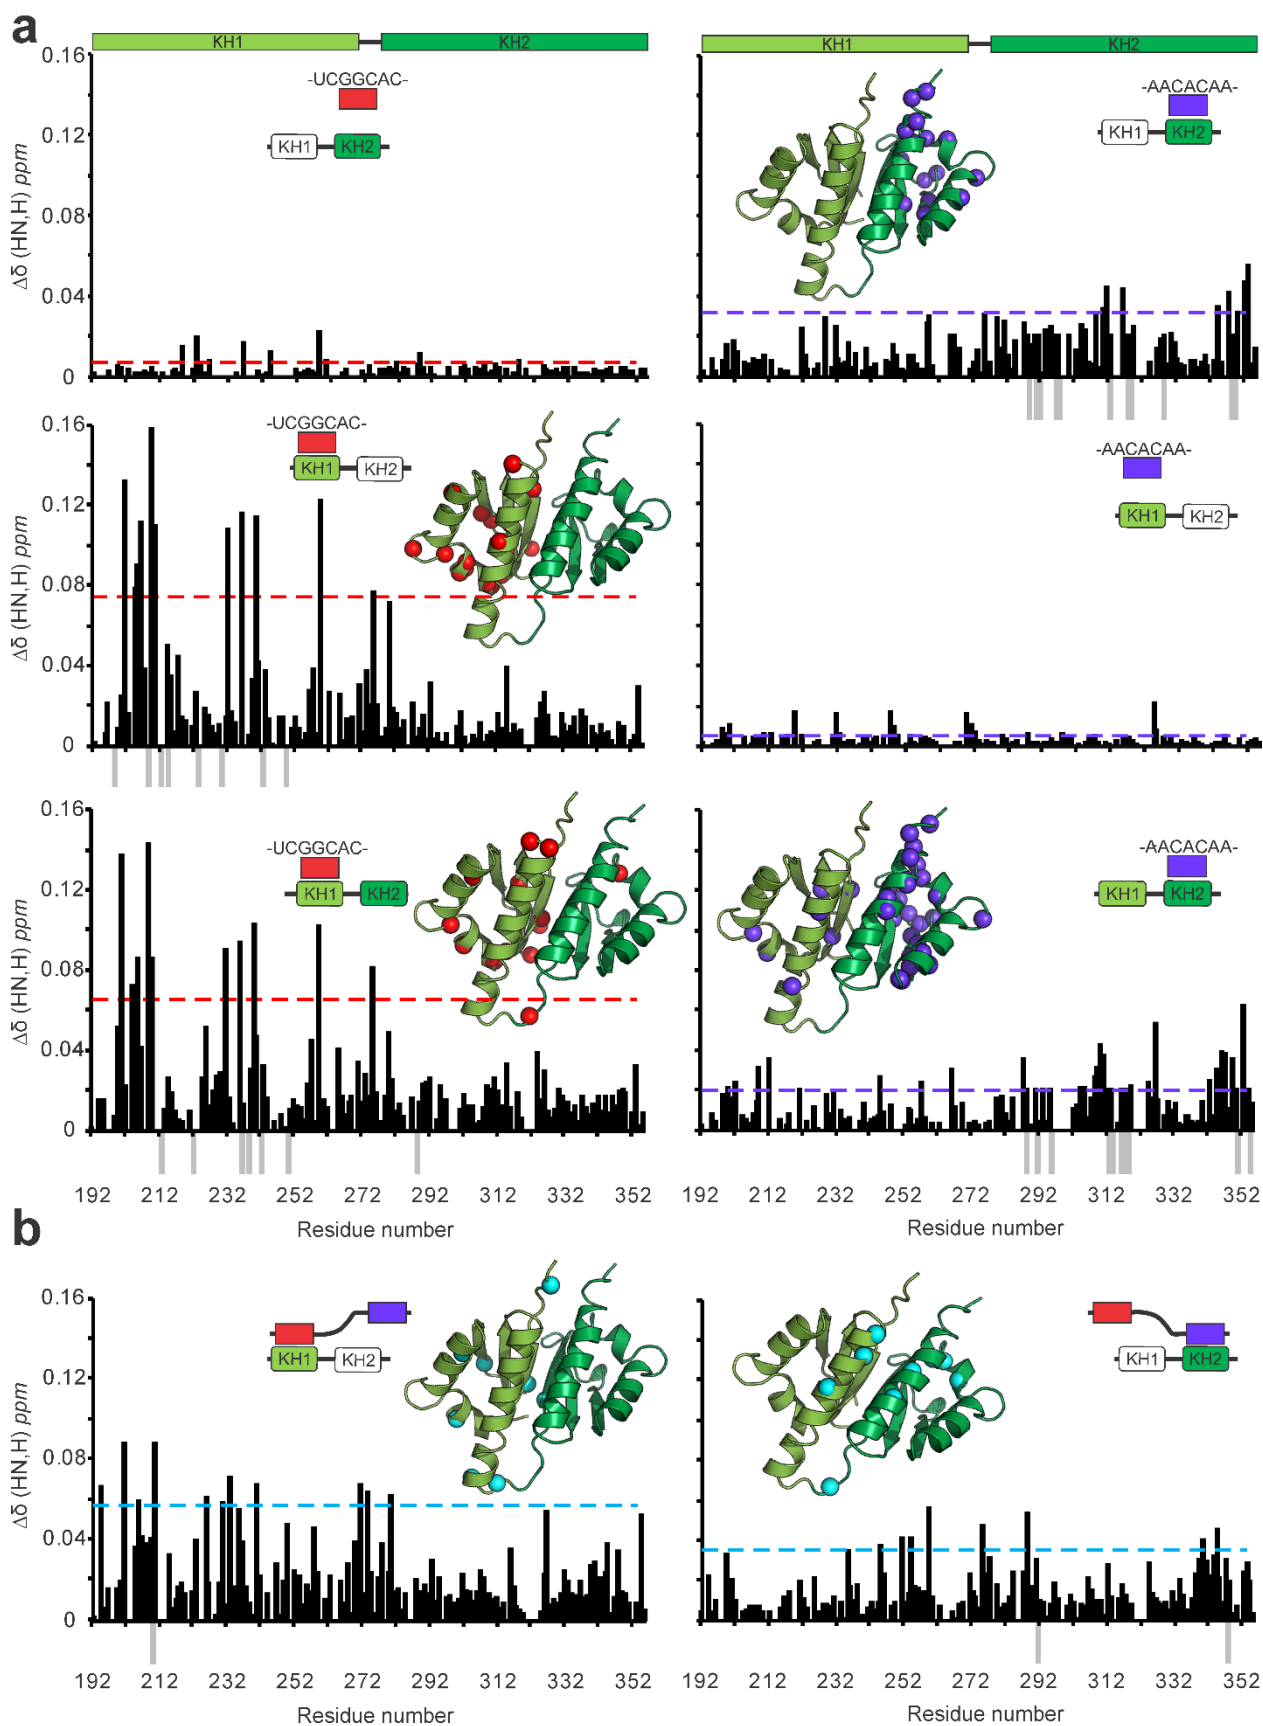 a
KH1 KH2
KH1 KH2
0.16
0.12
0.08
0.04
0
Δδ (HN,H) ppm
-UCGGCAC-
KH1 KH2
-AACACAA-
KH1 KH2
0.16
0.12
0.08
0.04
0
Δδ (HN,H) ppm
-UCGGCAC-
KH1 KH2
-AACACAA-
KH1 KH2
0.16
0.12
0.08
0.04
0
Δδ (HN,H) ppm
-UCGGCAC-
KH1 KH2
-AACACAA-
KH1 KH2
192 212 232 252 272 292 312 332 352
Residue number
192 212 232 252 272 292 312 332 352
Residue number
b
0.16
0.12
0.08
0.04
0
Δδ (HN,H) ppm
KH1 KH2
KH1 KH2
192 212 232 252 272 292 312 332 352
Residue number
192 212 232 252 272 292 312 332 352
Residue number